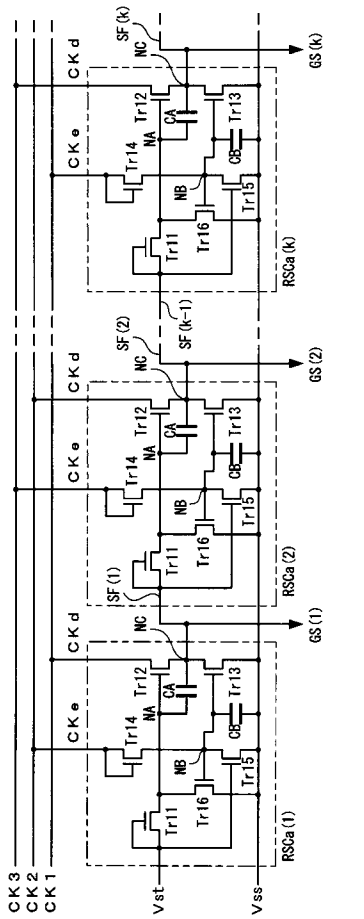 CK3
CK2
CK1
CKe
CKd
Tr14
Tr12
NC
NA
CA
Tr11
NB
Tr16
Tr13
CB
Tr15
Vst
Vss
RSCa(1)
SF(1)
GS(1)
CKe
CKd
Tr14
Tr12
NC
NA
CA
Tr11
NB
Tr16
Tr13
CB
Tr15
RSCa(2)
SF(2)
GS(2)
SF(k-1)
CKe
CKd
Tr14
Tr12
NC
NA
CA
Tr11
NB
Tr16
Tr13
CB
Tr15
RSCa(k)
SF(k)
GS(k)